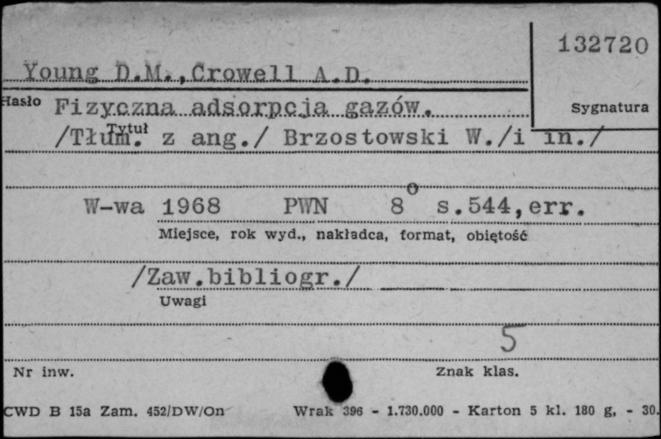 132720
Young D.M.,Crowell A.D.
Hasło Fizyczna adsorpcja gazów. Sygnatura
Tytuł
/Tłum. z ang./ Brzostowski W./i in./
W-wa 1968 PWN 8o s.544,err.
Miejsce, rok wyd., nakładca, format, obiętość
/Zaw.bibliogr./
Uwagi
5
Nr inw. Znak klas.
CWD B 15a Zam. 452/DW/On Wrak 396 - 1.730.000 - Karton 5 kl. 180 g. - 30.